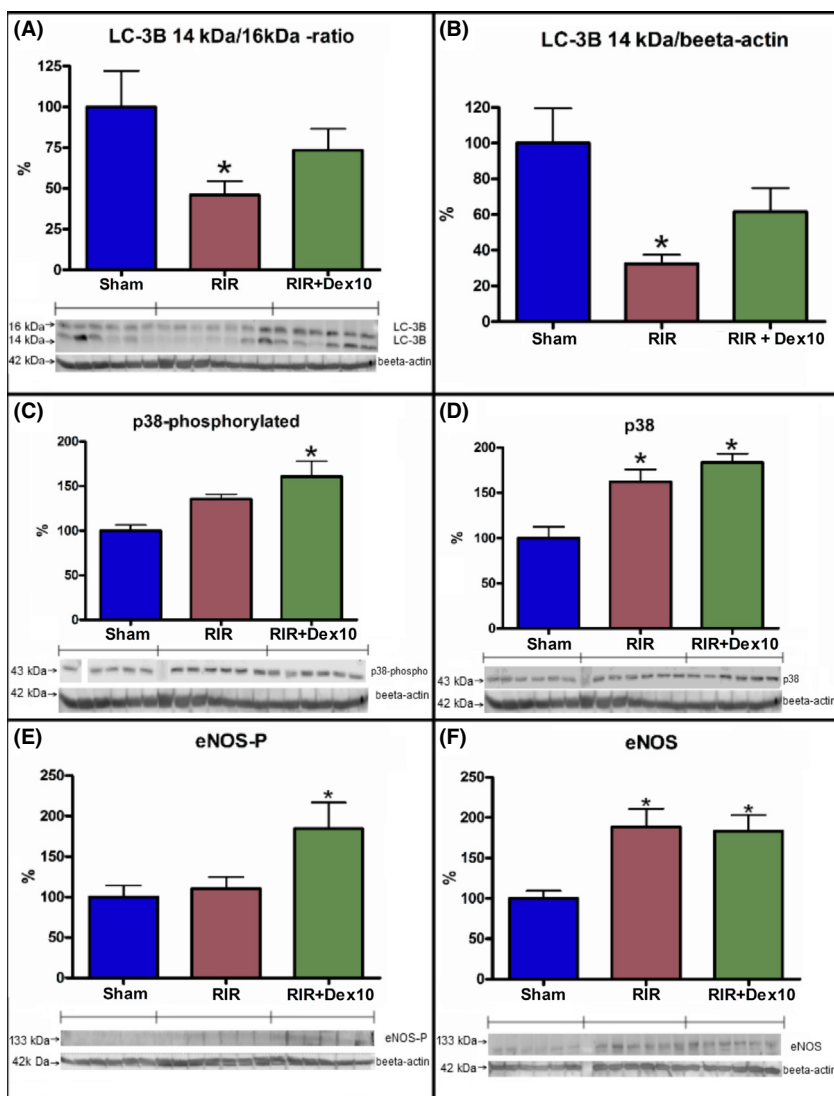 (A)
LC-3B 14 kDa/16kDa -ratio
125
100
75
50
25
0
%
*
Sham
RIR
RIR+Dex10
16 kDa→
14 kDa→
42 kDa→
LC-3B
LC-3B
beeta-actin
(B)
LC-3B 14 kDa/beeta-actin
120
100
80
60
40
20
0
%
*
Sham
RIR
RIR + Dex10
(C)
p38-phosphorylated
200
150
100
50
0
%
*
Sham
RIR
RIR+Dex10
43 kDa→
42 kDa→
p38-phospho
beeta-actin
(D)
p38
200
150
100
50
0
%
*
*
Sham
RIR
RIR+Dex10
43 kDa→
42 kDa→
p38
beeta-actin
(E)
eNOS-P
250
200
150
100
50
0
%
*
Sham
RIR
RIR+Dex10
133 kDa→
42k Da→
eNOS-P
beeta-actin
(F)
eNOS
250
200
150
100
50
0
%
*
*
Sham
RIR
RIR+Dex10
133 kDa→
42 kDa→
eNOS
beeta-actin